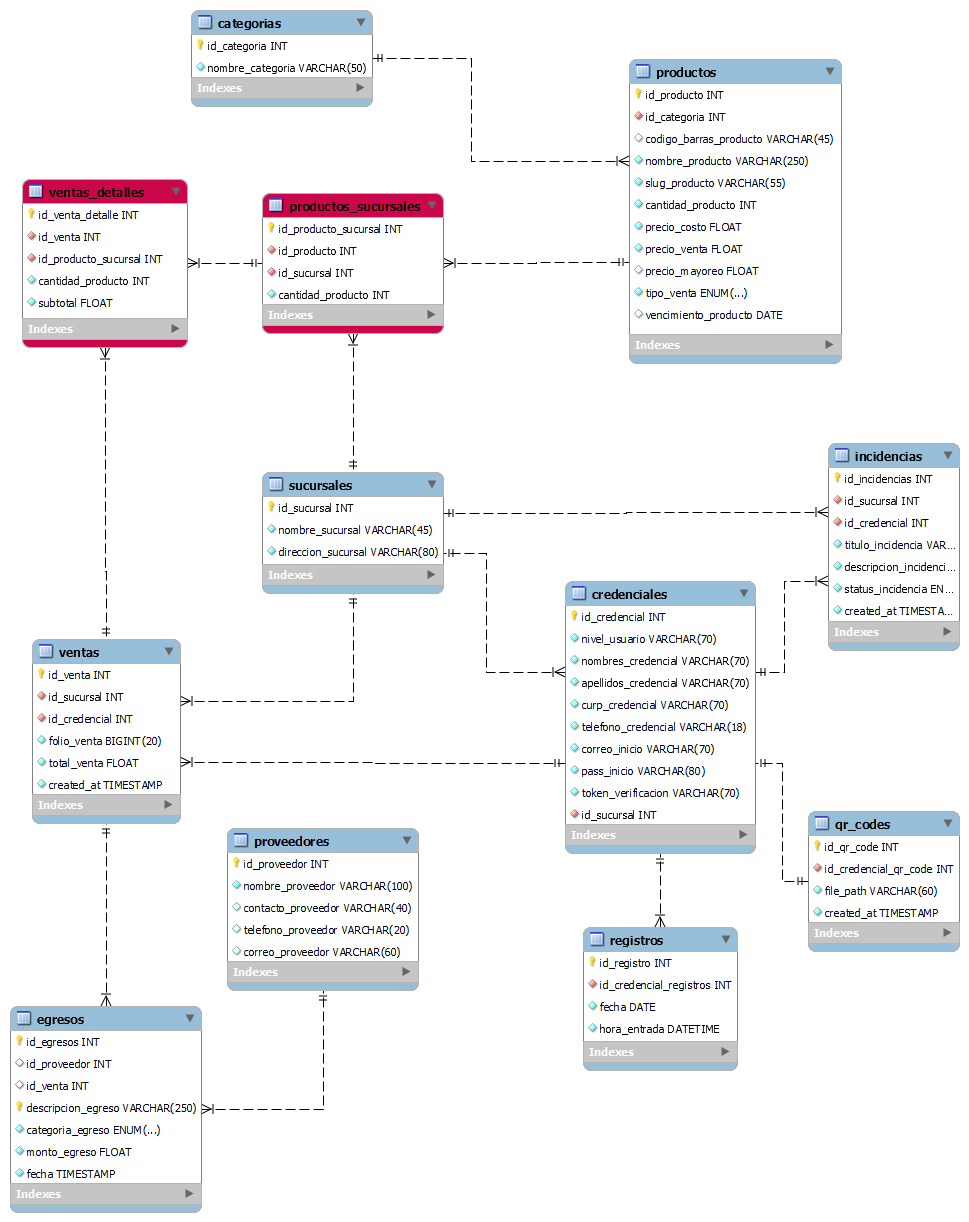 categorias
id_categoria INT
nombre_categoria VARCHAR(50)
Indexes
productos
id_producto INT
id_categoria INT
codigo_barras_producto VARCHAR(45)
nombre_producto VARCHAR(250)
slug_producto VARCHAR(55)
cantidad_producto INT
precio_costo FLOAT
precio_venta FLOAT
precio_mayoreo FLOAT
tipo_venta ENUM(...)
vencimiento_producto DATE
Indexes
ventas_detalles
id_venta_detalle INT
id_venta INT
id_producto_sucursal INT
cantidad_producto INT
subtotal FLOAT
Indexes
productos_sucursales
id_producto_sucursal INT
id_producto INT
id_sucursal INT
cantidad_producto INT
Indexes
sucursales
id_sucursal INT
nombre_sucursal VARCHAR(45)
direccion_sucursal VARCHAR(80)
Indexes
incidencias
id_incidencias INT
id_sucursal INT
id_credencial INT
titulo_incidencia VAR...
descripcion_incidenci...
status_incidencia EN...
created_at TIMESTA...
Indexes
credenciales
id_credencial INT
nivel_usuario VARCHAR(70)
nombres_credencial VARCHAR(70)
apellidos_credencial VARCHAR(70)
curp_credencial VARCHAR(70)
telefono_credencial VARCHAR(18)
correo_inicio VARCHAR(70)
pass_inicio VARCHAR(80)
token_verificacion VARCHAR(70)
id_sucursal INT
Indexes
ventas
id_venta INT
id_sucursal INT
id_credencial INT
folio_venta BIGINT(20)
total_venta FLOAT
created_at TIMESTAMP
Indexes
proveedores
id_proveedor INT
nombre_proveedor VARCHAR(100)
contacto_proveedor VARCHAR(40)
telefono_proveedor VARCHAR(20)
correo_proveedor VARCHAR(60)
Indexes
qr_codes
id_qr_code INT
id_credencial_qr_code INT
file_path VARCHAR(60)
created_at TIMESTAMP
Indexes
registros
id_registro INT
id_credencial_registros INT
fecha DATE
hora_entrada DATETIME
Indexes
egresos
id_egresos INT
id_proveedor INT
id_venta INT
descripcion_egreso VARCHAR(250)
categoria_egreso ENUM(...)
monto_egreso FLOAT
fecha TIMESTAMP
Indexes